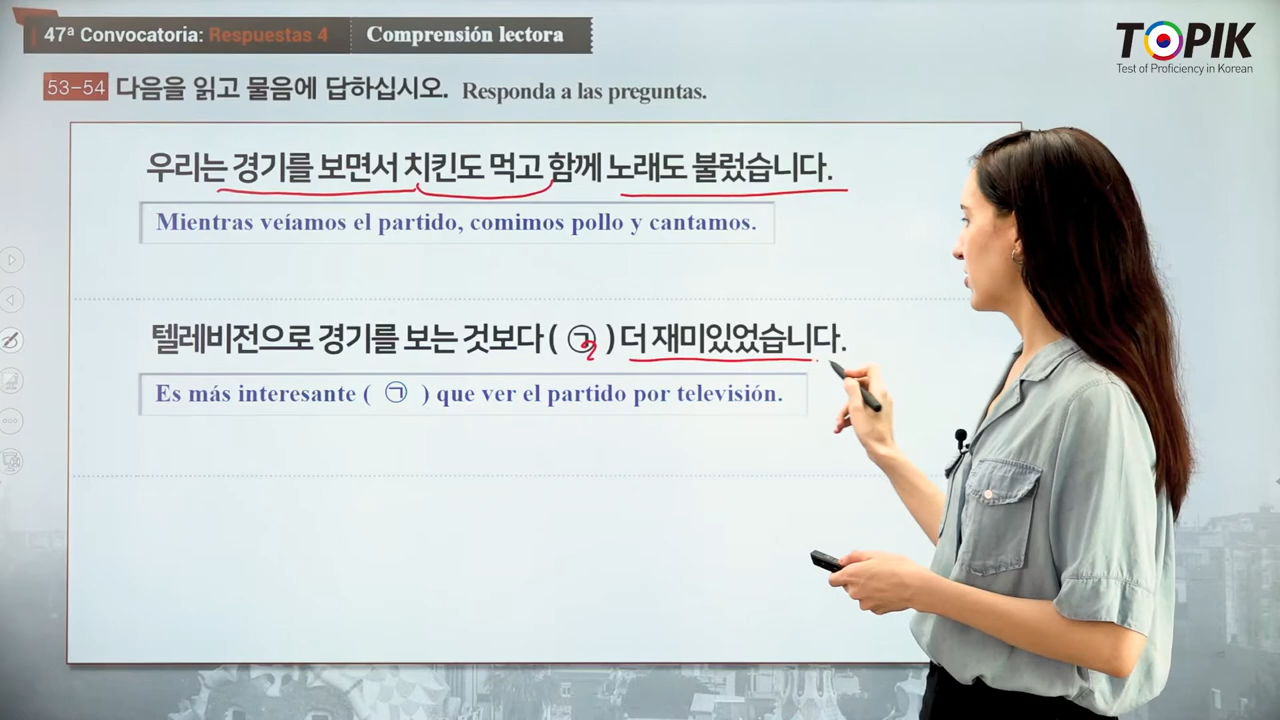 47ª Convocatoria: Respuestas 4 Comprensión lectora
TOPIK
Test of Proficiency in Korean
53-54 다음을 읽고 물음에 답하십시오. Responda a las preguntas.
우리는 경기를 보면서 치킨도 먹고 함께 노래도 불렀습니다.
Mientras veíamos el partido, comimos pollo y cantamos.
텔레비전으로 경기를 보는 것보다 ( ㉠ ) 더 재미있었습니다.
Es más interesante ( ㉠ ) que ver el partido por televisión.